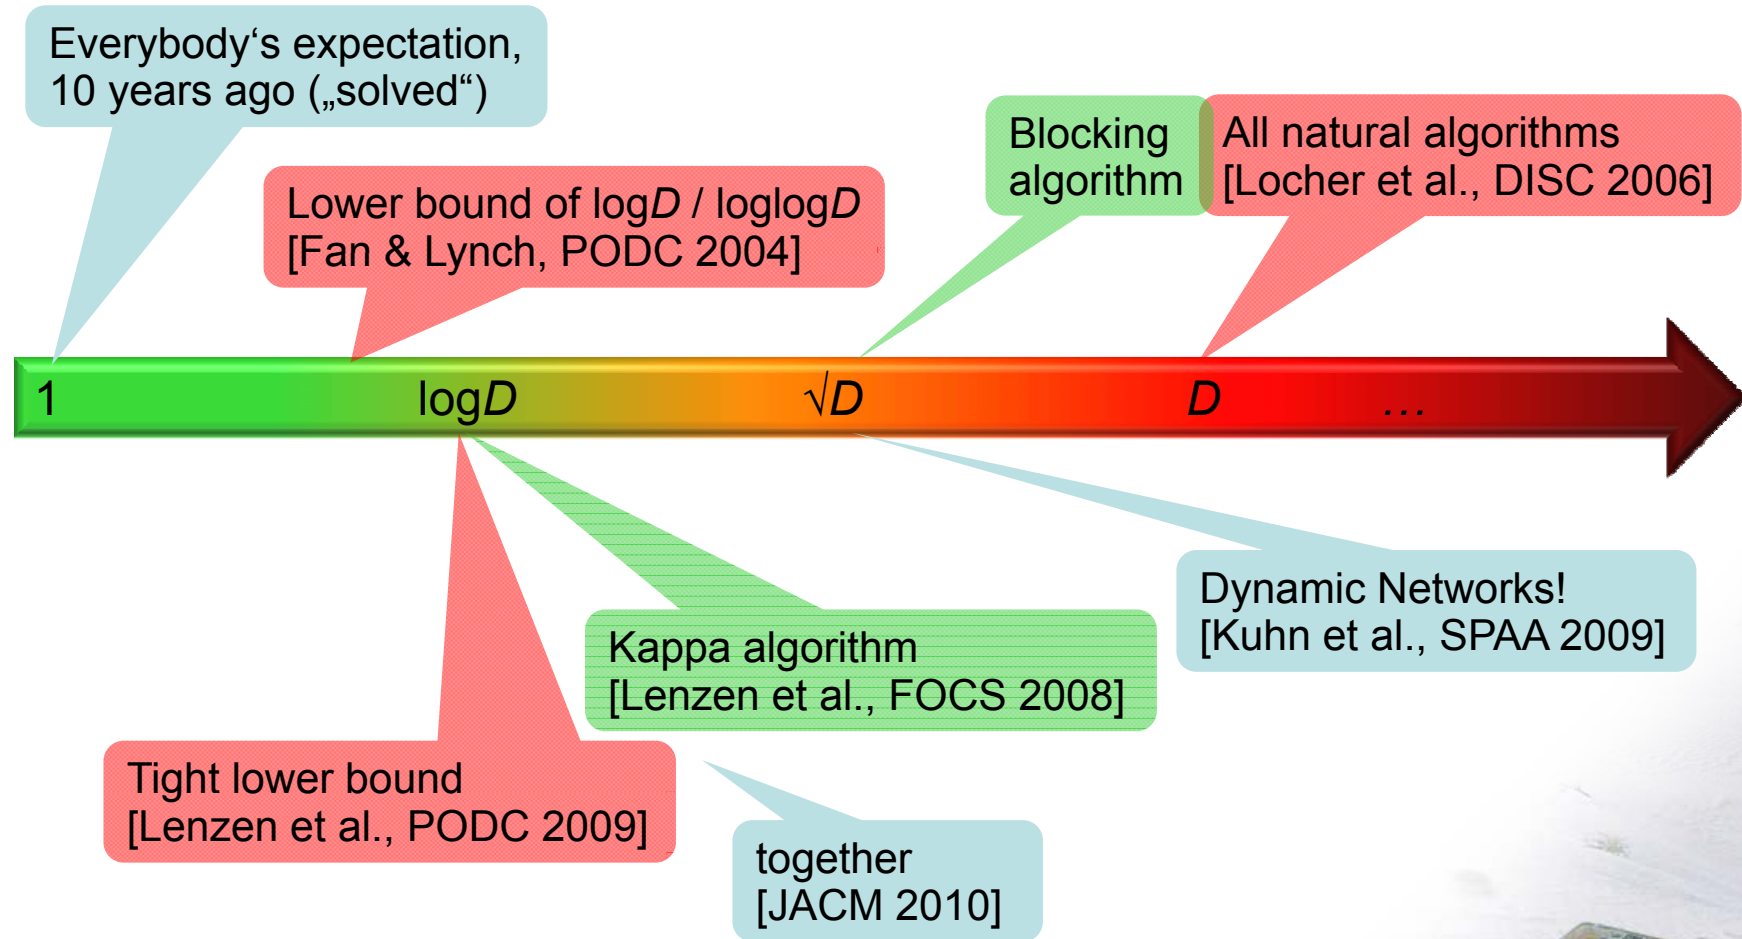 Everybody‘s expectation,
10 years ago („solved“)
Lower bound of logD / loglogD
[Fan & Lynch, PODC 2004]
Blocking
algorithm
All natural algorithms
[Locher et al., DISC 2006]
1 logD √D D …
Kappa algorithm
[Lenzen et al., FOCS 2008]
Dynamic Networks!
[Kuhn et al., SPAA 2009]
Tight lower bound
[Lenzen et al., PODC 2009]
together
[JACM 2010]